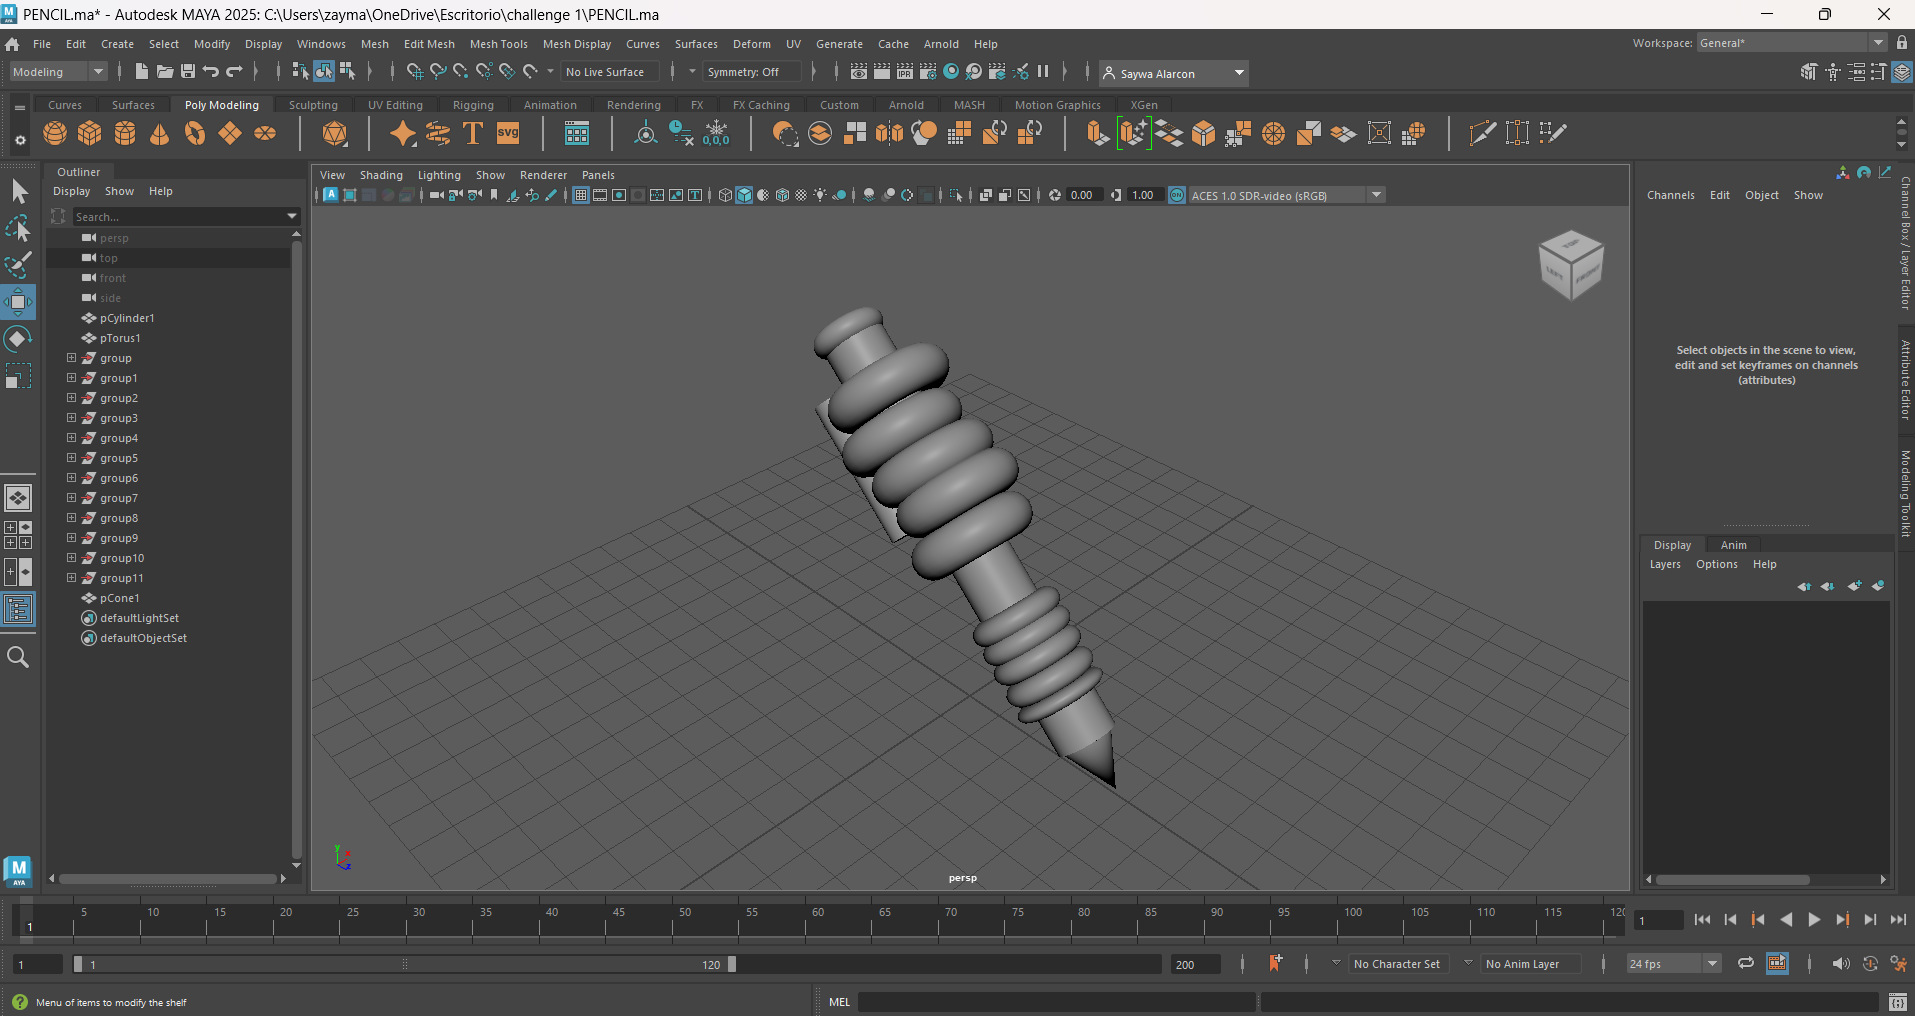 PENCIL.ma* - Autodesk MAYA 2025: C:\Users\zayma\OneDrive\Escritorio\challenge 1\PENCIL.ma
File Edit Create Select Modify Display Windows Mesh Edit Mesh Mesh Tools Mesh Display Curves Surfaces Deform UV Generate Cache Arnold Help
Workspace: General*
Modeling
No Live Surface
Symmetry: Off
IPR
Saywa Alarcon
Curves Surfaces Poly Modeling Sculpting UV Editing Rigging Animation Rendering FX FX Caching Custom Arnold MASH Motion Graphics XGen
SVG
0,0,0
Outliner
Display Show Help
Search...
persp
top
front
side
pCylinder1
pTorus1
group
group1
group2
group3
group4
group5
group6
group7
group8
group9
group10
group11
pCone1
defaultLightSet
defaultObjectSet
View Shading Lighting Show Renderer Panels
0.00
1.00
ACES 1.0 SDR-video (sRGB)
TOP
LEFT
FRONT
y
x
z
persp
Channels Edit Object Show
Select objects in the scene to view,
edit and set keyframes on channels
(attributes)
Channel Box / Layer Editor
Attribute Editor
Modeling Toolkit
Display Anim
Layers Options Help
M
AYA
1
5 10 15 20 25 30 35 40 45 50 55 60 65 70 75 80 85 90 95 100 105 110 115 120
1
1
1
120
200
No Character Set
No Anim Layer
24 fps
Menu of items to modify the shelf
MEL